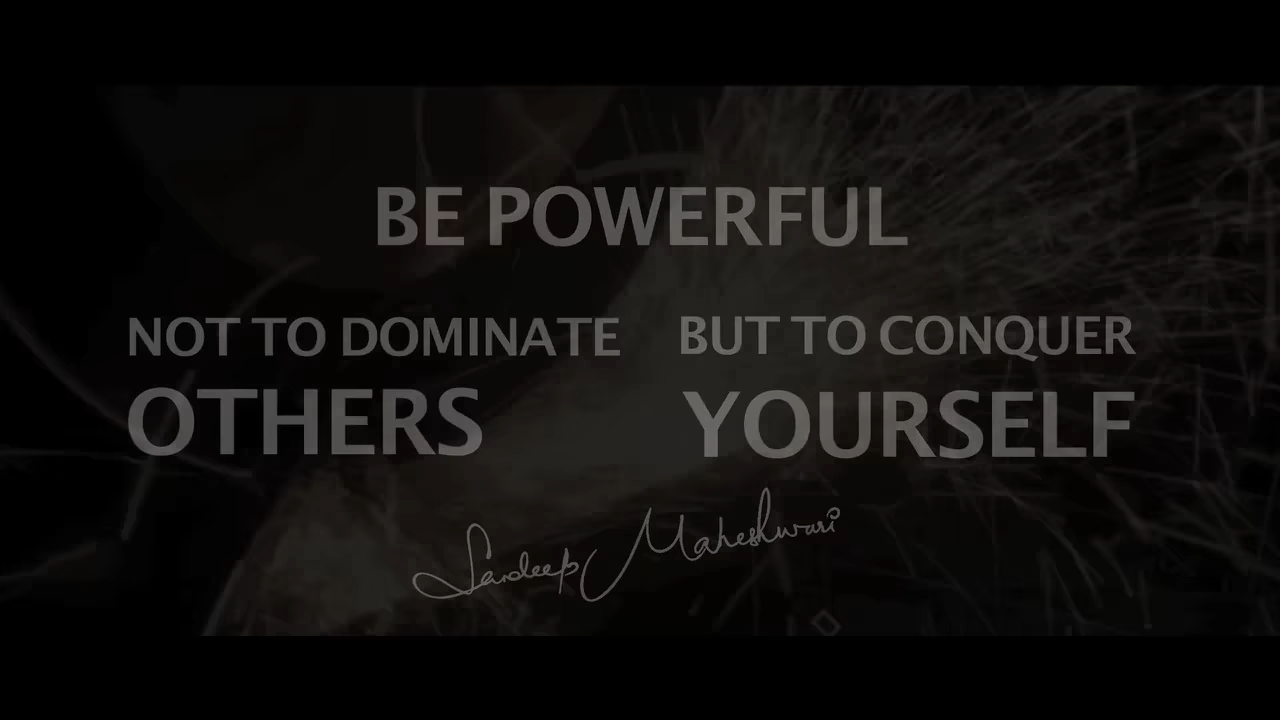 BE POWERFUL
NOT TO DOMINATE
OTHERS
BUT TO CONQUER
YOURSELF
Sandeep Maheshwari